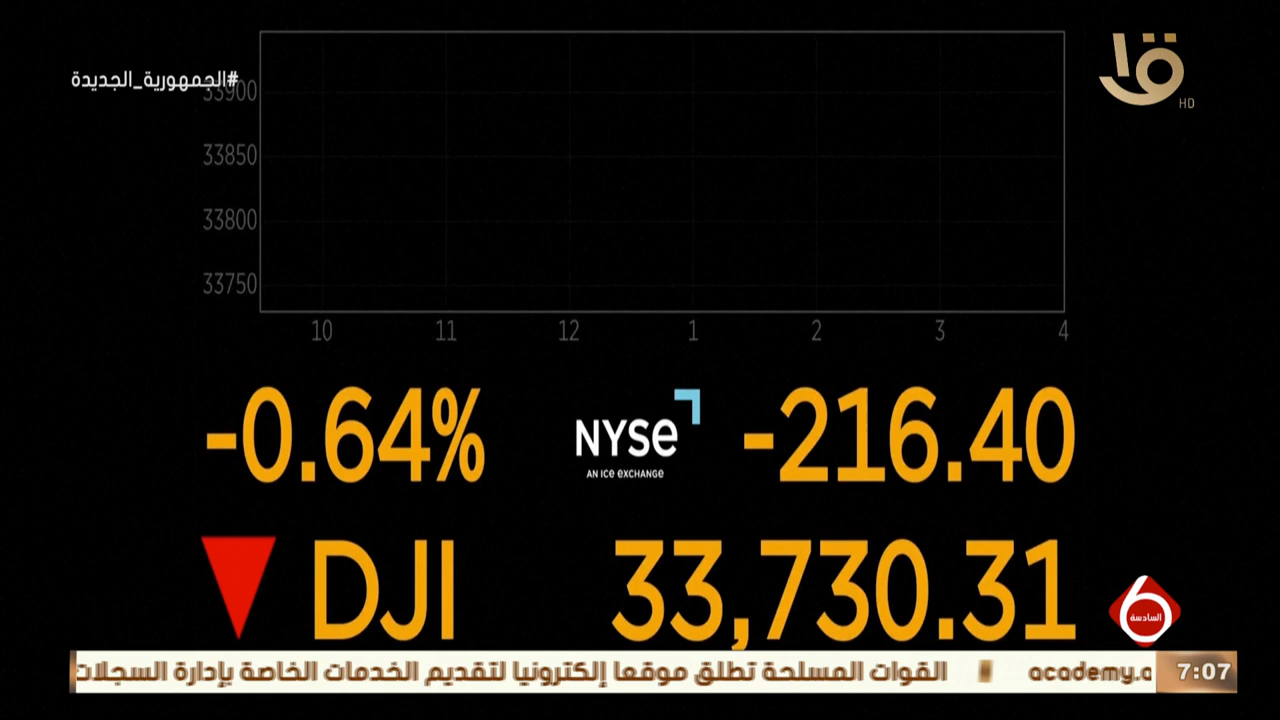 #الجمهورية_الجديدة
HD
33900
33850
33800
33750
10 11 12 1 2 3 4
-0.64% NYSE -216.40
AN ICE EXCHANGE
DJI 33,730.31
السادسة
القوات المسلحة تطلق موقعا إلكترونيا لتقديم الخدمات الخاصة بإدارة السجلات academy.
7:07